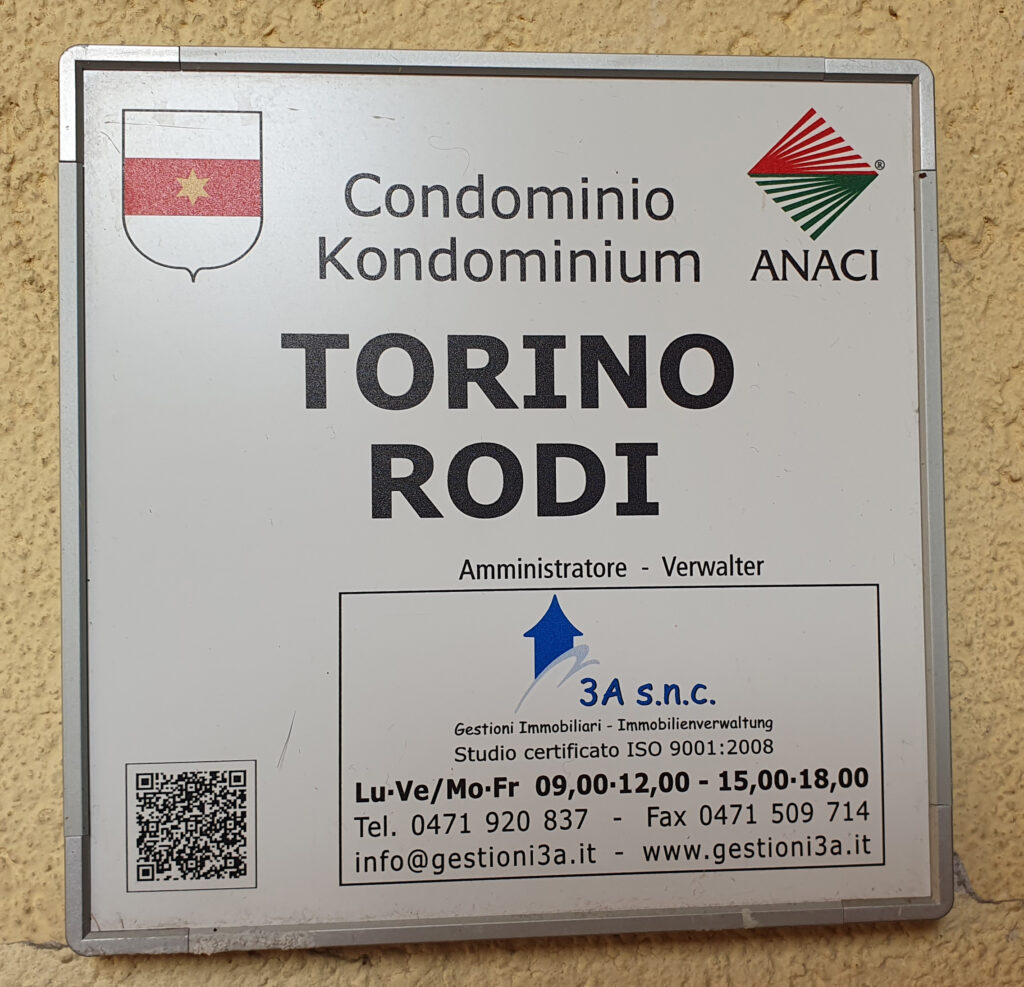 Condominio
Kondominium
®
ANACI
TORINO
RODI
Amministratore - Verwalter
3A s.n.c.
Gestioni Immobiliari - Immobilienverwaltung
Studio certificato ISO 9001:2008
Lu·Ve/Mo·Fr 09,00·12,00 - 15,00·18,00
Tel. 0471 920 837 - Fax 0471 509 714
info@gestioni3a.it - www.gestioni3a.it